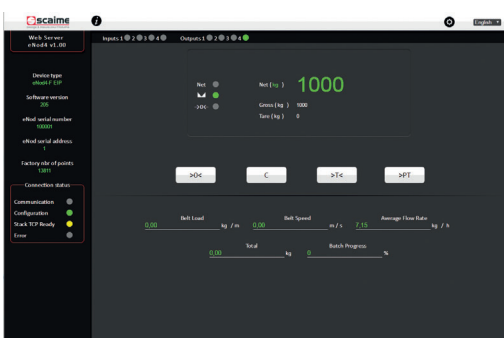 scaime
i
English
Web Server
eNod4 v1.00
Inputs 1 2 3 4 Outputs 1 2 3 4
Device type
eNod4-F ETP
Software version
205
eNod serial number
100001
eNod serial address
1
Factory nbr of points
13811
Connection status
Communication
Configuration
Stack TCP Ready
Error
Net
>0<
Net ( kg ) 1000
Gross ( kg ) 1000
Tare ( kg ) 0
>0< C >T< >PT
Belt Load Belt Speed Average Flow Rate
0,00 kg / m 0,00 m / s 7,15 kg / h
Total Batch Progress
0,00 kg 0 %